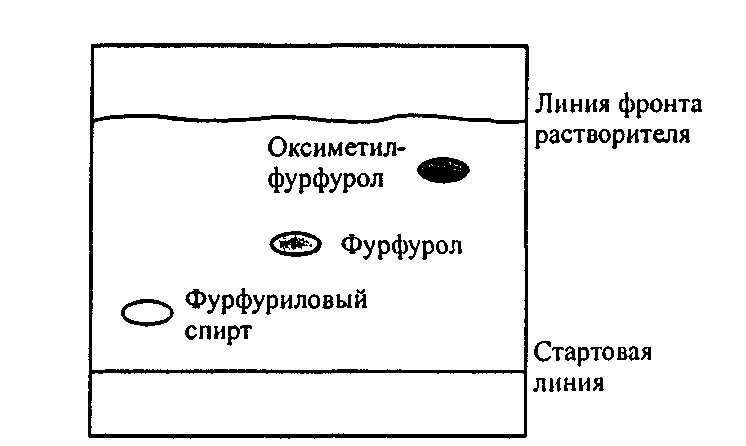 Линия фронта
растворителя
Оксиметил-
фурфурол
Фурфурол
Фурфуриловый
спирт
Стартовая
линия